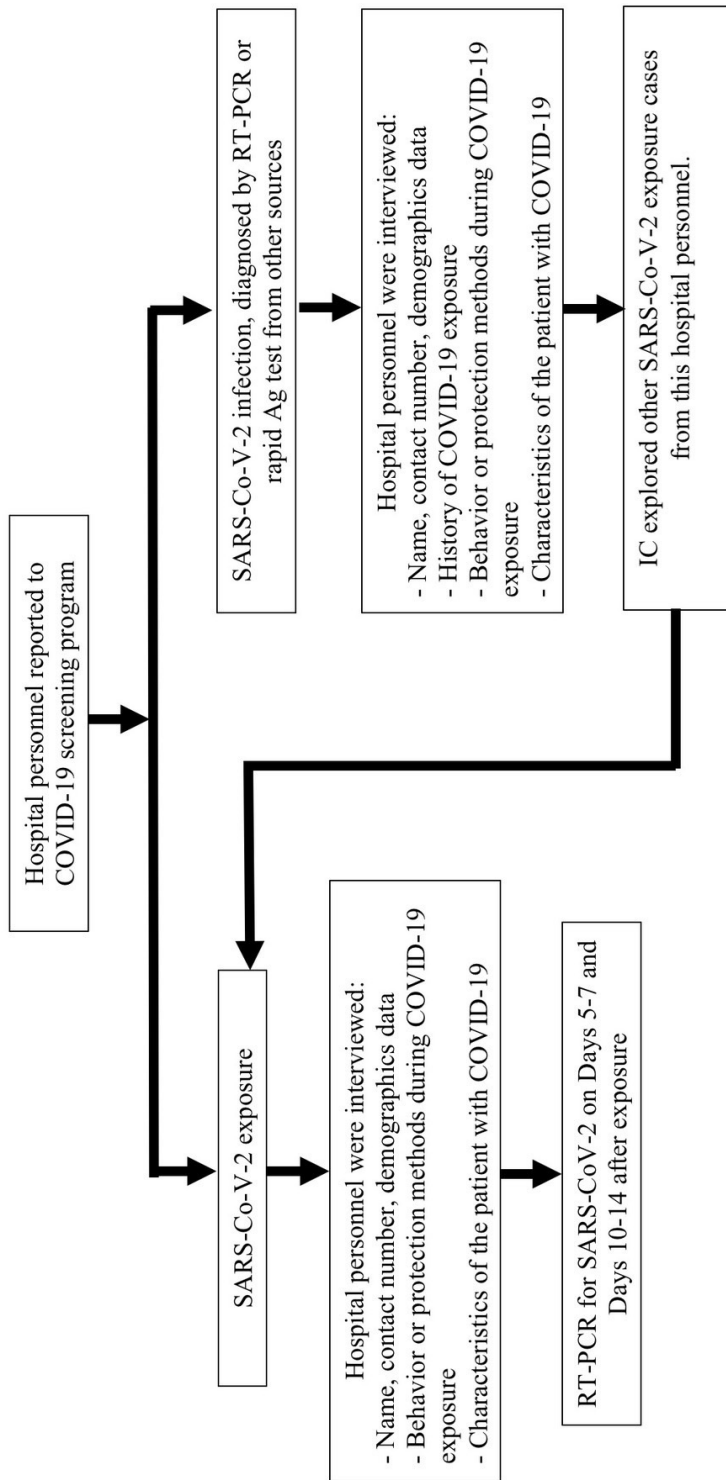 Hospital personnel reported to
COVID-19 screening program
SARS-Co-V-2 exposure
Hospital personnel were interviewed:
- Name, contact number, demographics data
- Behavior or protection methods during COVID-19
exposure
- Characteristics of the patient with COVID-19
RT-PCR for SARS-CoV-2 on Days 5-7 and
Days 10-14 after exposure
SARS-Co-V-2 infection, diagnosed by RT-PCR or
rapid Ag test from other sources
Hospital personnel were interviewed:
- Name, contact number, demographics data
- History of COVID-19 exposure
- Behavior or protection methods during COVID-19
exposure
- Characteristics of the patient with COVID-19
IC explored other SARS-Co-V-2 exposure cases
from this hospital personnel.